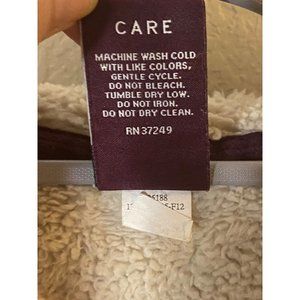 CARE
MACHINE WASH COLD
WITH LIKE COLORS,
GENTLE CYCLE.
DO NOT BLEACH.
TUMBLE DRY LOW.
DO NOT IRON.
DO NOT DRY CLEAN.
RN 37249